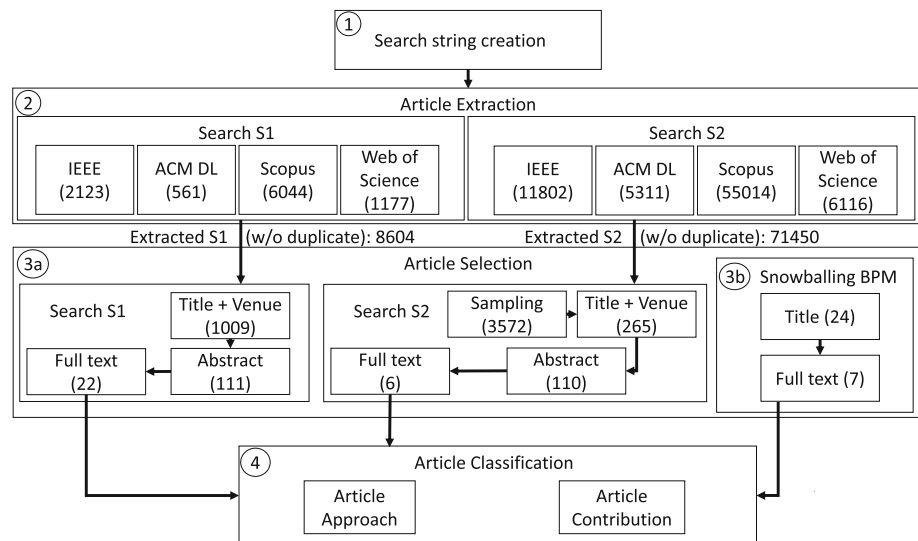 1
Search string creation
2
Article Extraction
Search S1
IEEE
(2123)
ACM DL
(561)
Scopus
(6044)
Web of
Science
(1177)
Search S2
IEEE
(11802)
ACM DL
(5311)
Scopus
(55014)
Web of
Science
(6116)
Extracted S1 (w/o duplicate): 8604
Extracted S2 (w/o duplicate): 71450
3a
Article Selection
Search S1
Title + Venue
(1009)
Full text
(22)
Abstract
(111)
Search S2
Sampling
(3572)
Title + Venue
(265)
Full text
(6)
Abstract
(110)
3b
Snowballing BPM
Title (24)
Full text (7)
4
Article Classification
Article
Approach
Article
Contribution